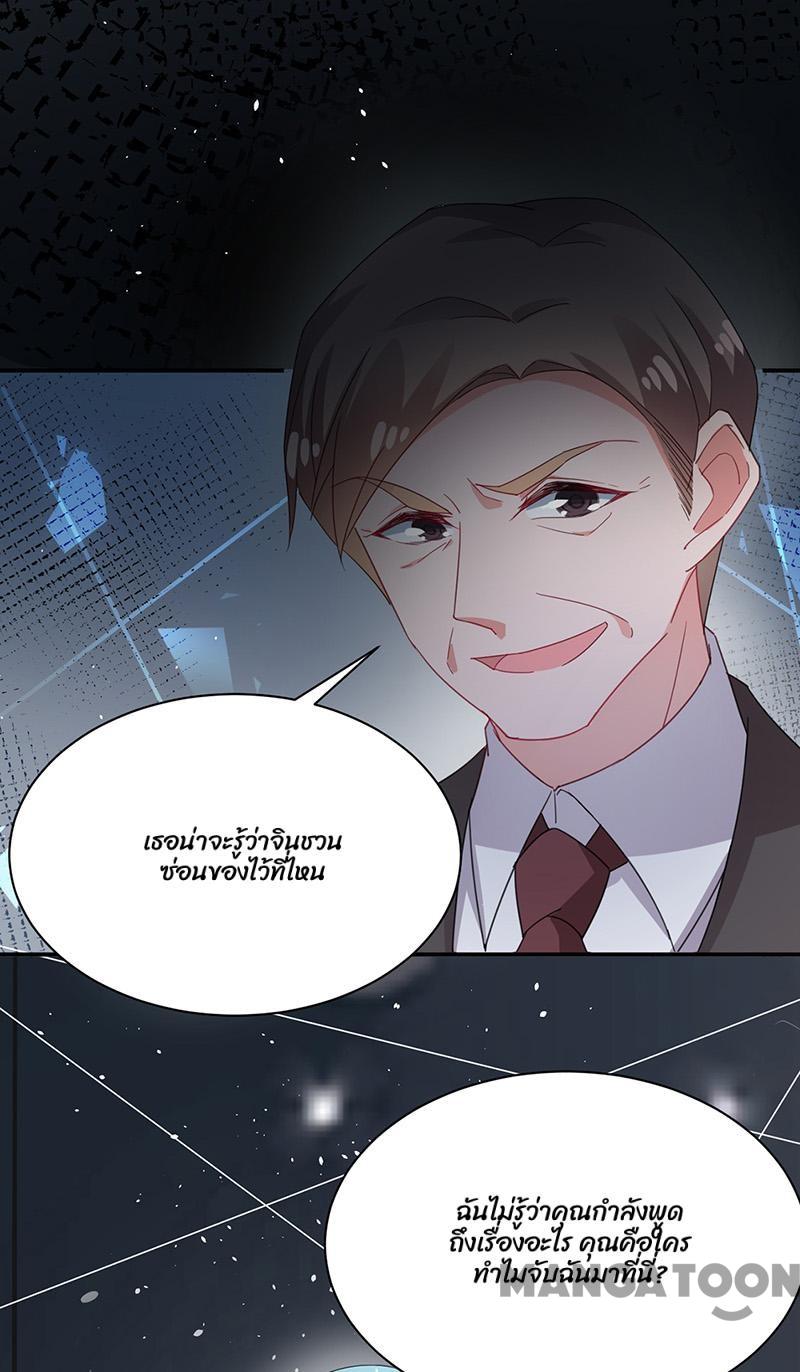 เธอน่าจะรู้ว่าจินชวน
ซ่อนของไว้ที่ไหน
ฉันไม่รู้ว่าคุณกำลังพูด
ถึงเรื่องอะไร คุณคือใคร
ทำไมจับฉันมาที่นี่?
MANGATOON